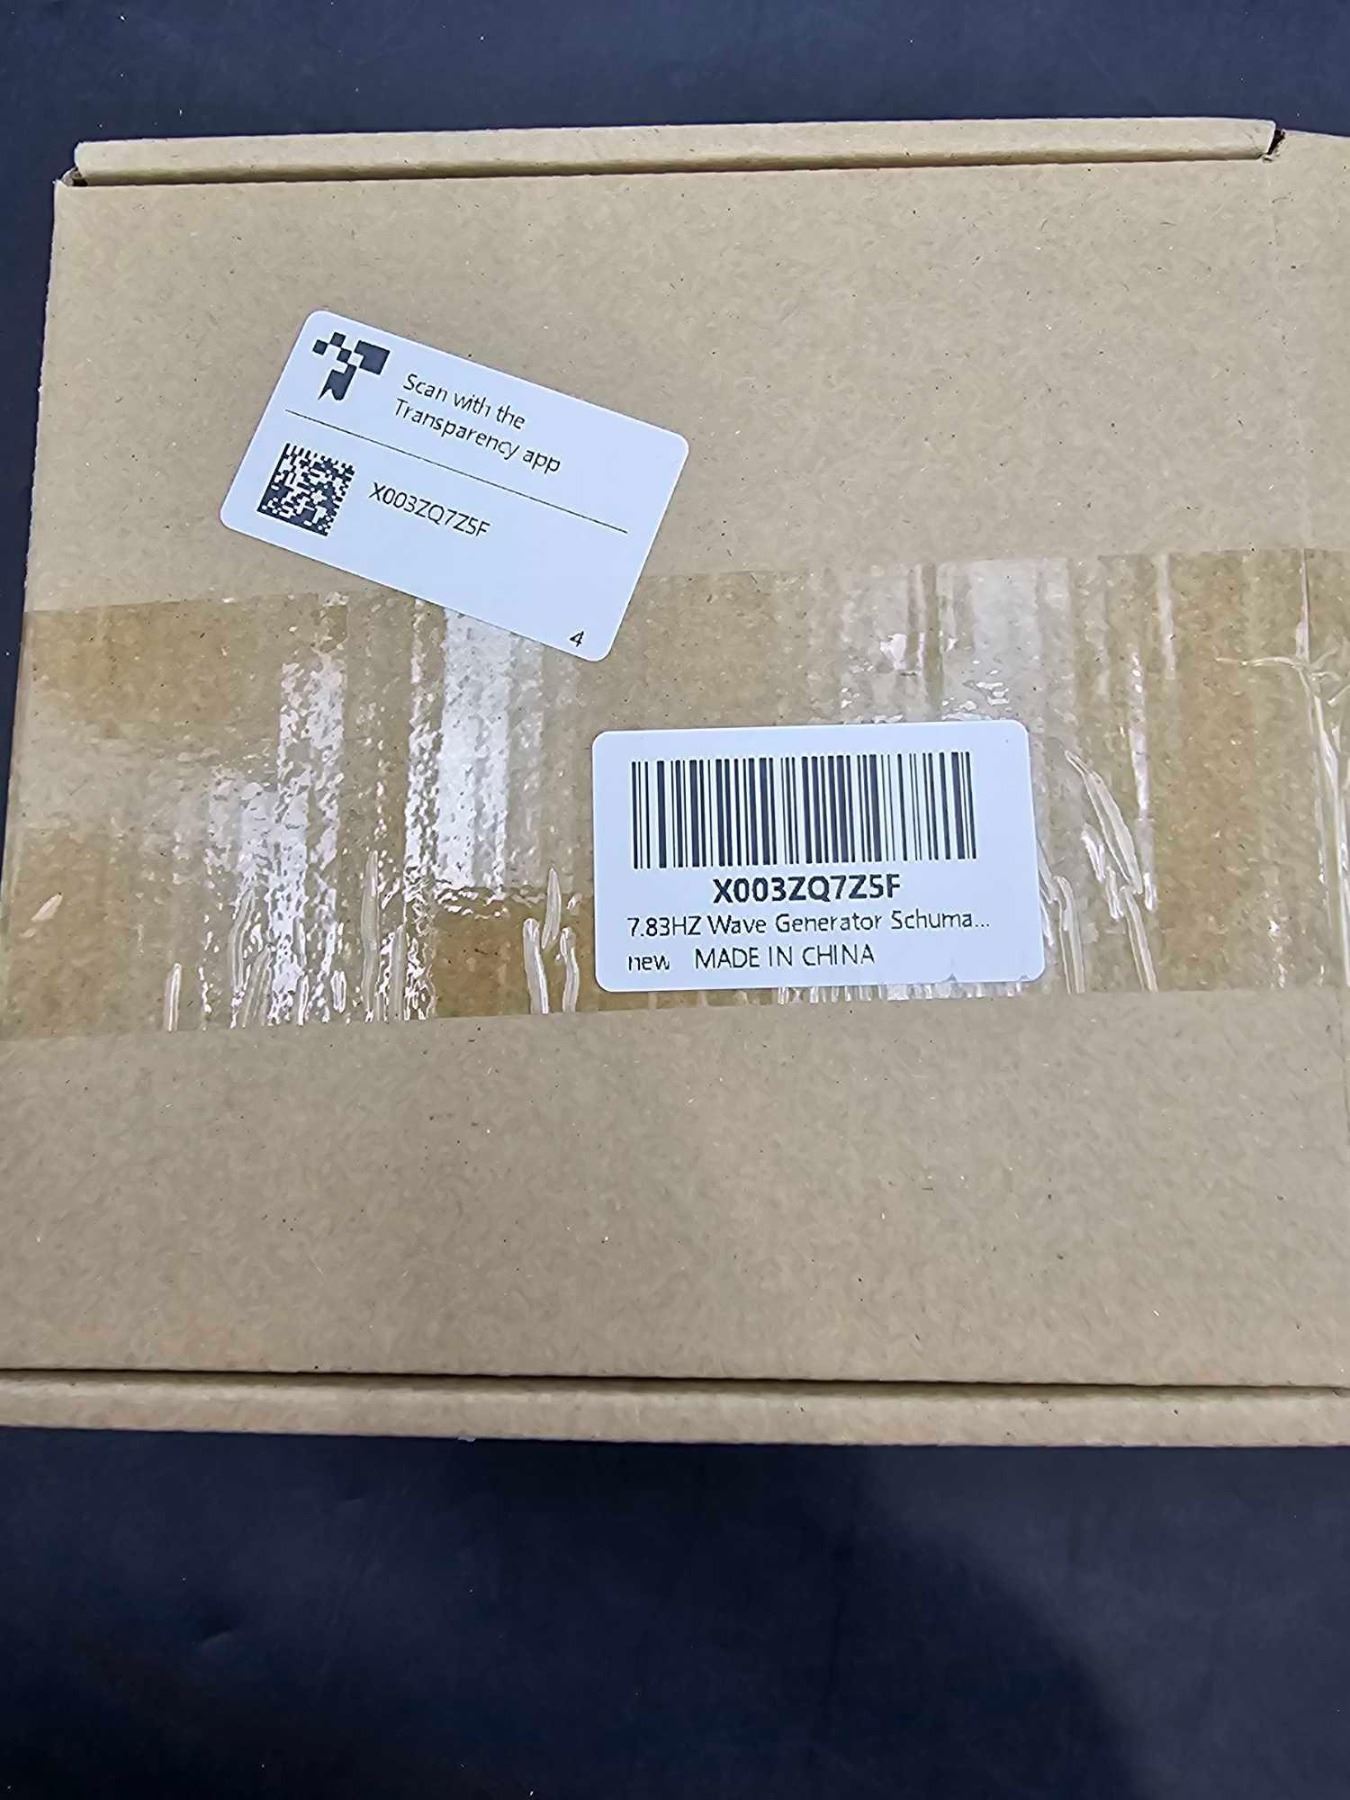 Scan with the
Transparency app
X003ZQ7Z5F
4
X003ZQ7Z5F
7.83HZ Wave Generator Schuma...
new MADE IN CHINA